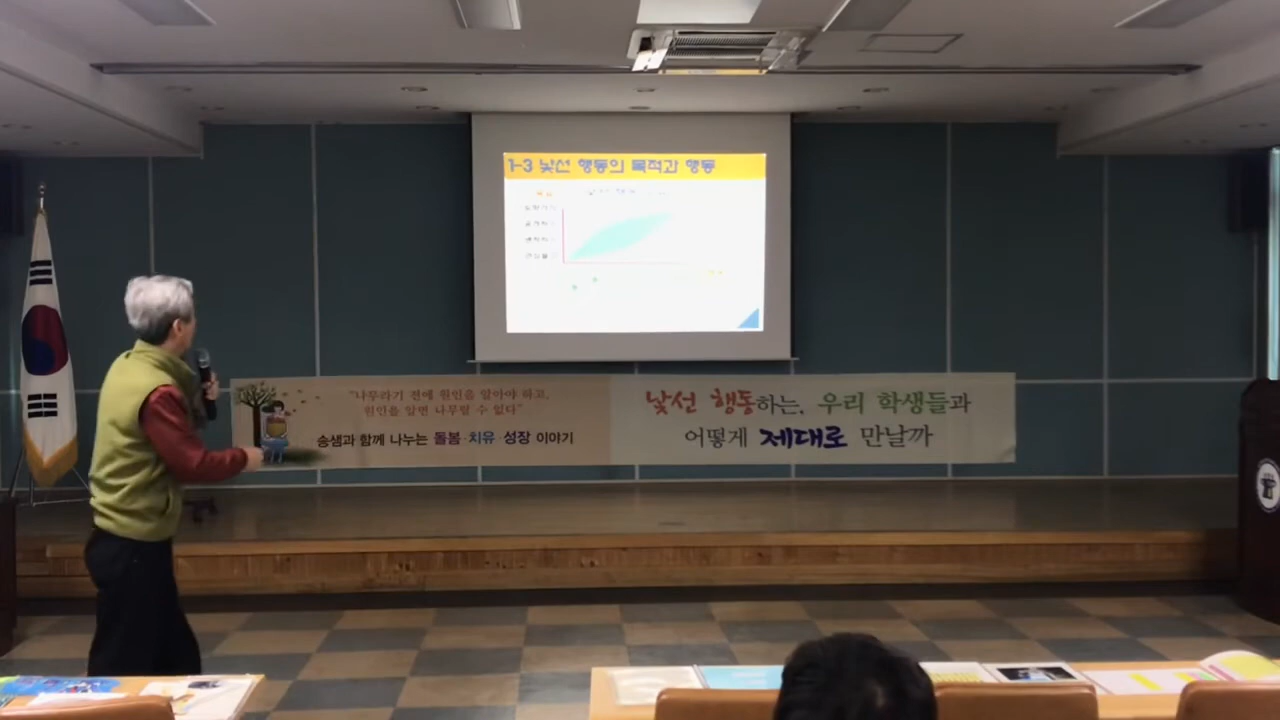 1-3 낯선 행동의 목적과 행동
"나무라기 전에 원인을 알아야 하고,
원인을 알면 나무랄 수 없다"
송샘과 함께 나누는 돌봄·치유·성장 이야기
낯선 행동하는, 우리 학생들과
어떻게 제대로 만날까